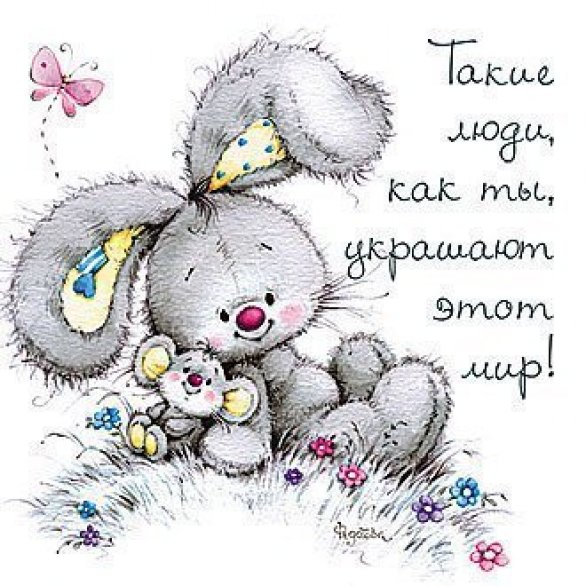 Такие
люди,
как ты,
украшают
этот
мир!